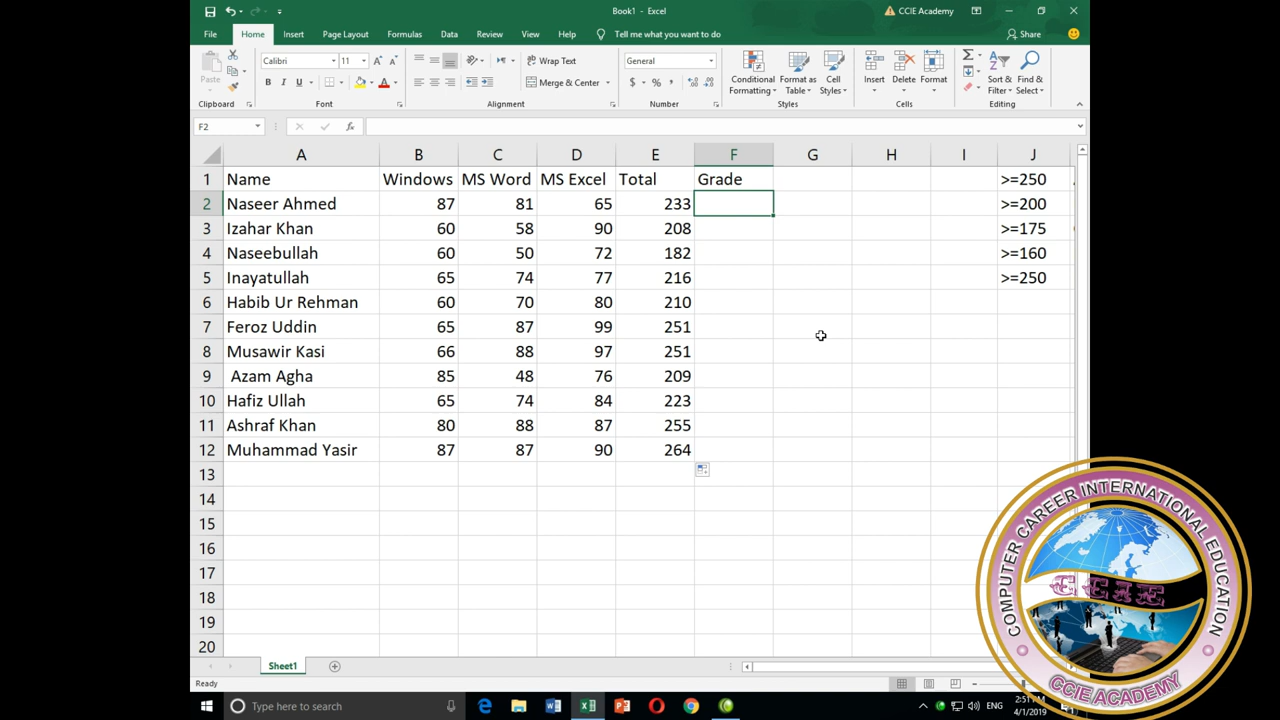 Book1 - Excel
CCIE Academy
File Home Insert Page Layout Formulas Data Review View Help Tell me what you want to do Share
Paste
Calibri 11
Wrap Text
General
Merge & Center
Conditional Formatting
Format as Table
Cell Styles
Insert Delete Format
Sort & Filter
Find & Select
Clipboard Font Alignment Number Styles Cells Editing
F2
A B C D E F G H I J
1 Name Windows MS Word MS Excel Total Grade >=250
2 Naseer Ahmed 87 81 65 233 >=200
3 Izahar Khan 60 58 90 208 >=175
4 Naseebullah 60 50 72 182 >=160
5 Inayatullah 65 74 77 216 >=250
6 Habib Ur Rehman 60 70 80 210
7 Feroz Uddin 65 87 99 251
8 Musawir Kasi 66 88 97 251
9 Azam Agha 85 48 76 209
10 Hafiz Ullah 65 74 84 223
11 Ashraf Khan 80 88 87 255
12 Muhammad Yasir 87 87 90 264
13
14
15
16
17
18
19
20
Sheet1
Ready
Type here to search
ENG
2:51
4/1/2019
COMPUTER CAREER INTERNATIONAL EDUCATION
CCIE
CCIE ACADEMY